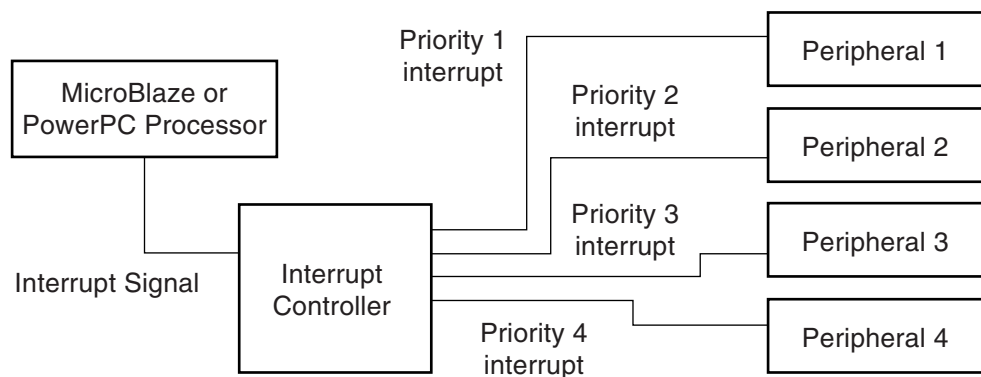 Priority 1
interrupt
Peripheral 1
MicroBlaze or
PowerPC Processor
Priority 2
interrupt
Peripheral 2
Priority 3
interrupt
Peripheral 3
Interrupt Signal
Interrupt
Controller
Priority 4
interrupt
Peripheral 4